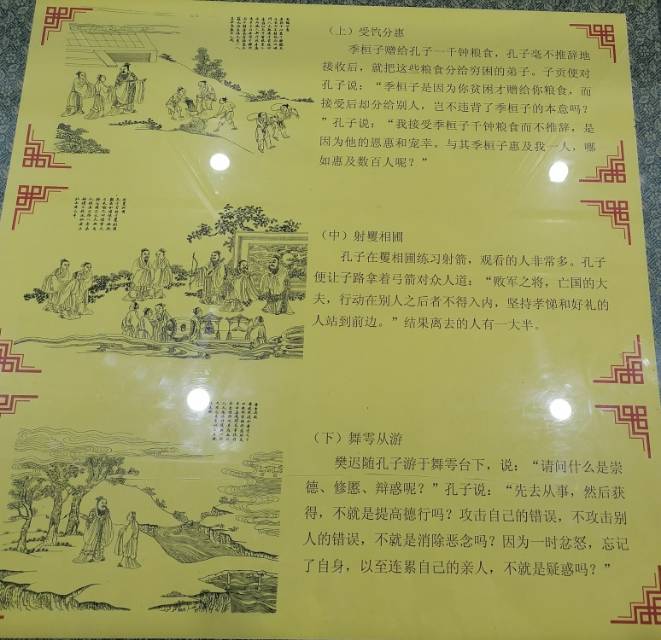 （上）受饩分惠
季桓子赠给孔子一千钟粮食，孔子毫不推辞地
接收后，就把这些粮食分给穷困的弟子。子贡便对
孔子说：“季桓子是因为你贫困才赠给你粮食，而
接受后却分给别人，岂不违背了季桓子的本意吗？
”孔子说：“我接受季桓子千钟粮食而不推辞，是
因为他的恩惠和宠幸。与其季桓子惠及我一人，哪
如惠及数百人呢？”
（中）射矍相圃
孔子在矍相圃练习射箭，观看的人非常多。孔子
便让子路拿着弓箭对众人道：“败军之将，亡国的大
夫，行动在别人之后者不得入内，坚持孝悌和好礼的
人站到前边。”结果离去的人有一大半。
（下）舞雩从游
樊迟随孔子游于舞雩台下，说：“请问什么是崇
德、修慝、辩惑呢？”孔子说：“先去从事，然后获
得，不就是提高德行吗？攻击自己的错误，不攻击别
人的错误，不就是消除恶念吗？因为一时忿怒，忘记
了自身，以至连累自己的亲人，不就是疑惑吗？”